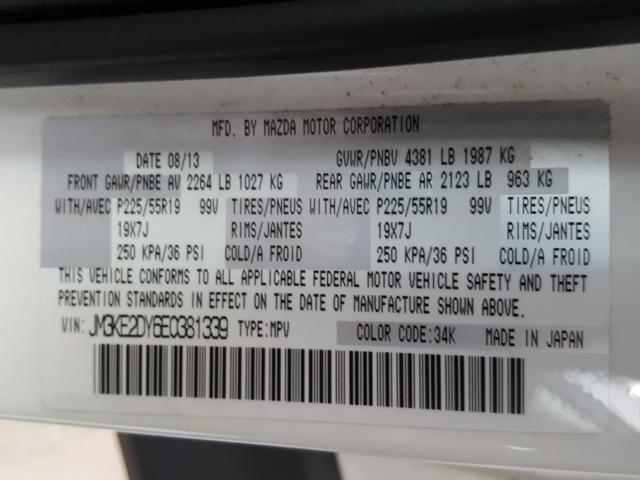 MFD. BY MAZDA MOTOR CORPORATION
DATE 08/13 GVWR/PNBV 4381 LB 1987 KG
FRONT GAWR/PNBE AV 2264 LB 1027 KG REAR GAWR/PNBE AR 2123 LB 963 KG
WITH/AVEC P225/55R19 99V TIRES/PNEUS WITH/AVEC P225/55R19 99V TIRES/PNEUS
19X7J RIMS/JANTES 19X7J RIMS/JANTES
250 KPA/36 PSI COLD/A FROID 250 KPA/36 PSI COLD/A FROID
THIS VEHICLE CONFORMS TO ALL APPLICABLE FEDERAL MOTOR VEHICLE SAFETY AND THEFT
PREVENTION STANDARDS IN EFFECT ON THE DATE OF MANUFACTURE SHOWN ABOVE.
VIN: JM3KE2DY6E0381339 TYPE:MPV COLOR CODE:34K MADE IN JAPAN